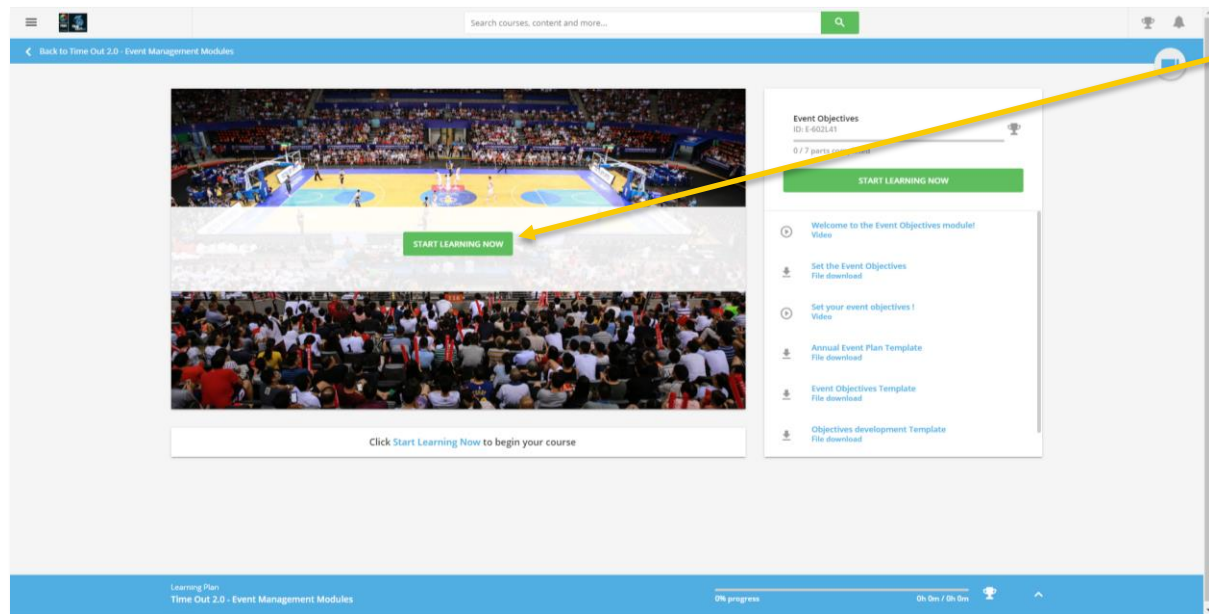 Search courses, content and more...
Back to Time Out 2.0 - Event Management Modules
START LEARNING NOW
Click Start Learning Now to begin your course
Event Objectives
ID: E-602L41
0 / 7 parts completed
START LEARNING NOW
Welcome to the Event Objectives module!
Video
Set the Event Objectives
File download
Set your event objectives !
Video
Annual Event Plan Template
File download
Event Objectives Template
File download
Objectives development Template
File download
Learning Plan
Time Out 2.0 - Event Management Modules
0% progress
0h 0m / 0h 0m